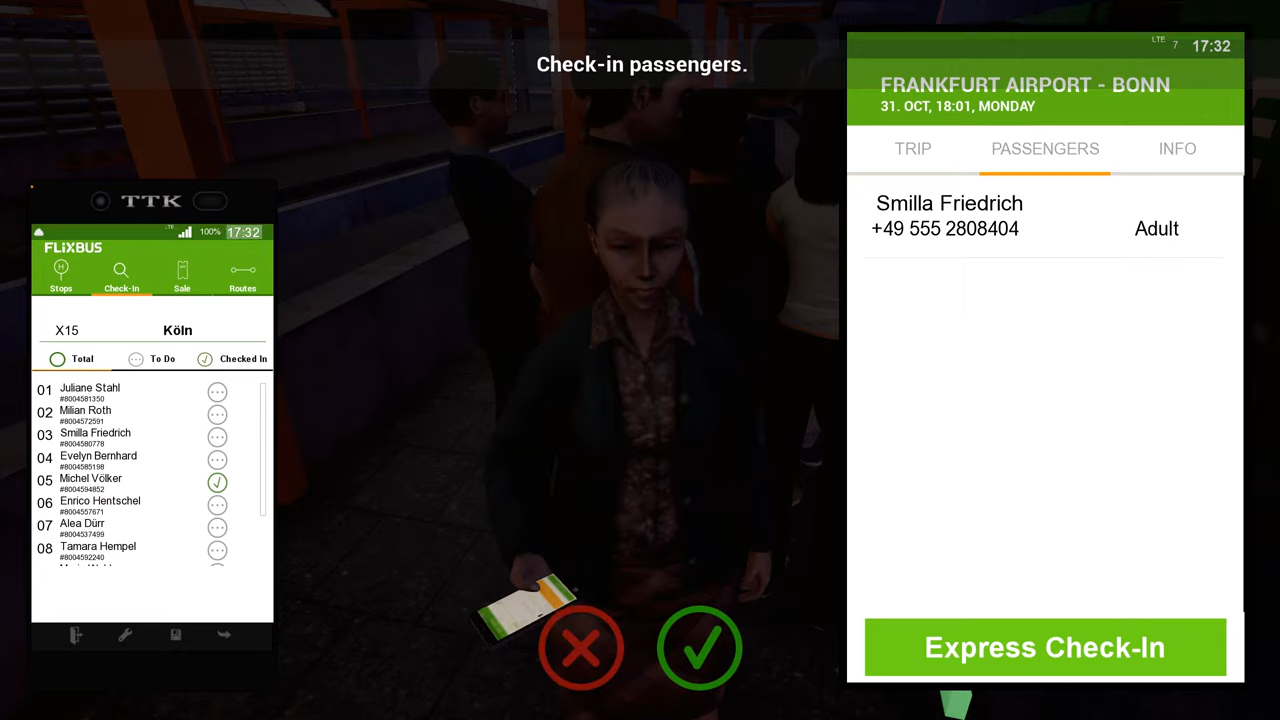 Check-in passengers.
TTK
LTE 100% 17:32
FLiXBUS
H
Stops Check-In Sale Routes
X15 Köln
Total To Do Checked In
01 Juliane Stahl
#8004581350
02 Milian Roth
#8004572591
03 Smilla Friedrich
#8004580778
04 Evelyn Bernhard
#8004585198
05 Michel Völker
#8004594852
06 Enrico Hentschel
#8004557671
07 Alea Dürr
#8004537499
08 Tamara Hempel
#8004592240
LTE 7 17:32
FRANKFURT AIRPORT - BONN
31. OCT, 18:01, MONDAY
TRIP PASSENGERS INFO
Smilla Friedrich
+49 555 2808404 Adult
Express Check-In